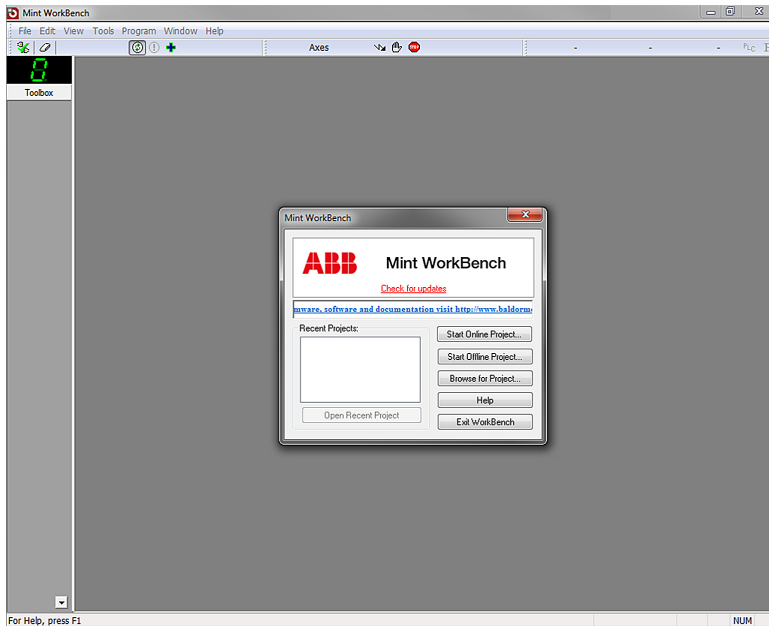 Mint WorkBench
File Edit View Tools Program Window Help
Axes - - - PLC
8
Toolbox
Mint WorkBench
ABB Mint WorkBench
Check for updates
mware, software and documentation visit http://www.baldorm
Recent Projects:
Start Online Project...
Start Offline Project...
Browse for Project...
Help
Open Recent Project
Exit WorkBench
For Help, press F1
NUM